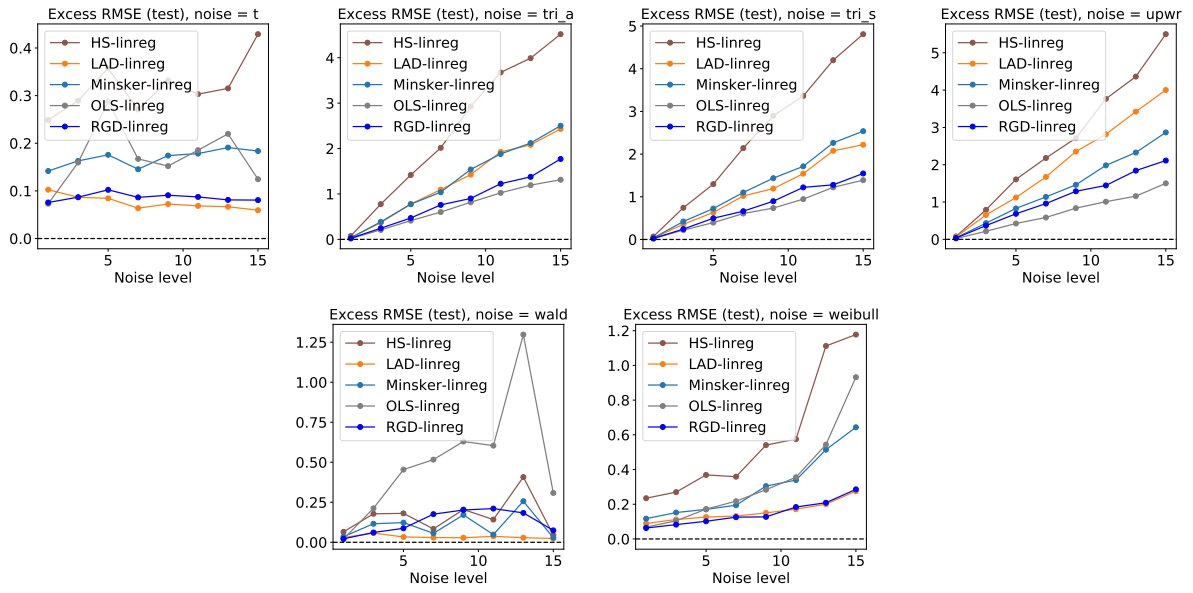 Excess RMSE (test), noise = t
HS-linreg
LAD-linreg
Minsker-linreg
OLS-linreg
RGD-linreg
0.4
0.3
0.2
0.1
0.0
5
10
15
Noise level
Excess RMSE (test), noise = tri_a
HS-linreg
LAD-linreg
Minsker-linreg
OLS-linreg
RGD-linreg
4
3
2
1
0
5
10
15
Noise level
Excess RMSE (test), noise = tri_s
HS-linreg
LAD-linreg
Minsker-linreg
OLS-linreg
RGD-linreg
5
4
3
2
1
0
5
10
15
Noise level
Excess RMSE (test), noise = upwr
HS-linreg
LAD-linreg
Minsker-linreg
OLS-linreg
RGD-linreg
5
4
3
2
1
0
5
10
15
Noise level
Excess RMSE (test), noise = wald
HS-linreg
LAD-linreg
Minsker-linreg
OLS-linreg
RGD-linreg
1.25
1.00
0.75
0.50
0.25
0.00
5
10
15
Noise level
Excess RMSE (test), noise = weibull
HS-linreg
LAD-linreg
Minsker-linreg
OLS-linreg
RGD-linreg
1.2
1.0
0.8
0.6
0.4
0.2
0.0
5
10
15
Noise level